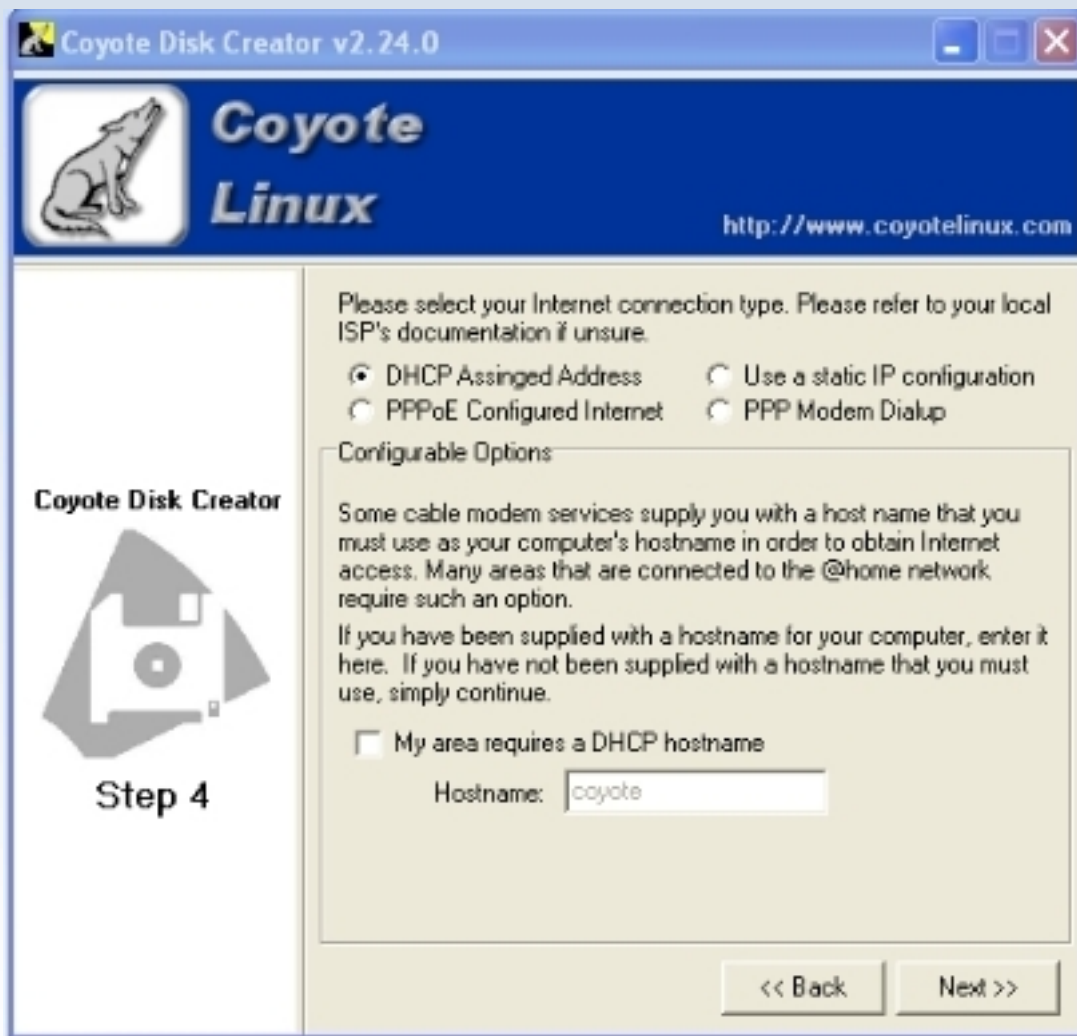 Coyote Disk Creator v2.24.0
Coyote
Linux
http://www.coyotelinux.com
Please select your Internet connection type. Please refer to your local
ISP's documentation if unsure.
DHCP Assinged Address
Use a static IP configuration
PPPoE Configured Internet
PPP Modem Dialup
Configurable Options
Coyote Disk Creator
Some cable modem services supply you with a host name that you
must use as your computer's hostname in order to obtain Internet
access. Many areas that are connected to the @home network
require such an option.
If you have been supplied with a hostname for your computer, enter it
here.  If you have not been supplied with a hostname that you must
use, simply continue.
My area requires a DHCP hostname
Step 4
Hostname:
coyote
<< Back
Next >>